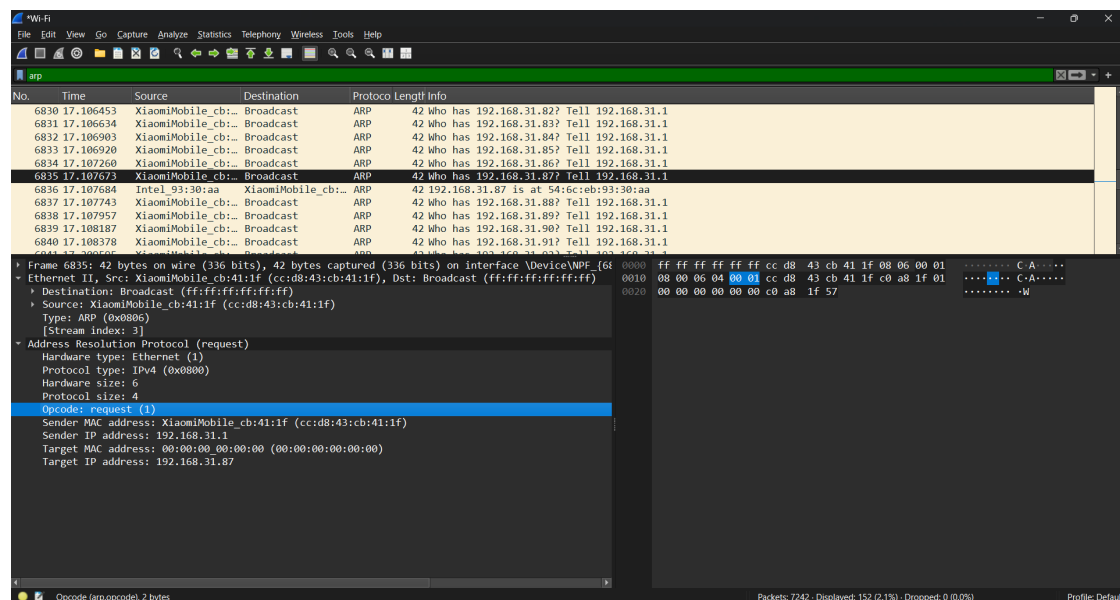 *Wi-Fi
File Edit View Go Capture Analyze Statistics Telephony Wireless Tools Help
arp
No. Time Source Destination Protoco Length Info
6830 17.106453 XiaomiMobile_cb:… Broadcast ARP 42 Who has 192.168.31.82? Tell 192.168.31.1
6831 17.106634 XiaomiMobile_cb:… Broadcast ARP 42 Who has 192.168.31.83? Tell 192.168.31.1
6832 17.106903 XiaomiMobile_cb:… Broadcast ARP 42 Who has 192.168.31.84? Tell 192.168.31.1
6833 17.106920 XiaomiMobile_cb:… Broadcast ARP 42 Who has 192.168.31.85? Tell 192.168.31.1
6834 17.107260 XiaomiMobile_cb:… Broadcast ARP 42 Who has 192.168.31.86? Tell 192.168.31.1
6835 17.107673 XiaomiMobile_cb:… Broadcast ARP 42 Who has 192.168.31.87? Tell 192.168.31.1
6836 17.107684 Intel_93:30:aa XiaomiMobile_cb:… ARP 42 192.168.31.87 is at 54:6c:eb:93:30:aa
6837 17.107743 XiaomiMobile_cb:… Broadcast ARP 42 Who has 192.168.31.88? Tell 192.168.31.1
6838 17.107957 XiaomiMobile_cb:… Broadcast ARP 42 Who has 192.168.31.89? Tell 192.168.31.1
6839 17.108187 XiaomiMobile_cb:… Broadcast ARP 42 Who has 192.168.31.90? Tell 192.168.31.1
6840 17.108378 XiaomiMobile_cb:… Broadcast ARP 42 Who has 192.168.31.91? Tell 192.168.31.1
Frame 6835: 42 bytes on wire (336 bits), 42 bytes captured (336 bits) on interface \Device\NPF_{68
Ethernet II, Src: XiaomiMobile_cb:41:1f (cc:d8:43:cb:41:1f), Dst: Broadcast (ff:ff:ff:ff:ff:ff)
Destination: Broadcast (ff:ff:ff:ff:ff:ff)
Source: XiaomiMobile_cb:41:1f (cc:d8:43:cb:41:1f)
Type: ARP (0x0806)
[Stream index: 3]
Address Resolution Protocol (request)
Hardware type: Ethernet (1)
Protocol type: IPv4 (0x0800)
Hardware size: 6
Protocol size: 4
Opcode: request (1)
Sender MAC address: XiaomiMobile_cb:41:1f (cc:d8:43:cb:41:1f)
Sender IP address: 192.168.31.1
Target MAC address: 00:00:00_00:00:00 (00:00:00:00:00:00)
Target IP address: 192.168.31.87
0000 ff ff ff ff ff ff cc d8 43 cb 41 1f 08 06 00 01 ········ C·A·····
0010 08 00 06 04 00 01 cc d8 43 cb 41 1f c0 a8 1f 01 ········ C·A·····
0020 00 00 00 00 00 00 c0 a8 1f 57 ········ ·W
Opcode (arp.opcode), 2 bytes
Packets: 7242 · Displayed: 152 (2.1%) · Dropped: 0 (0.0%)
Profile: Defau